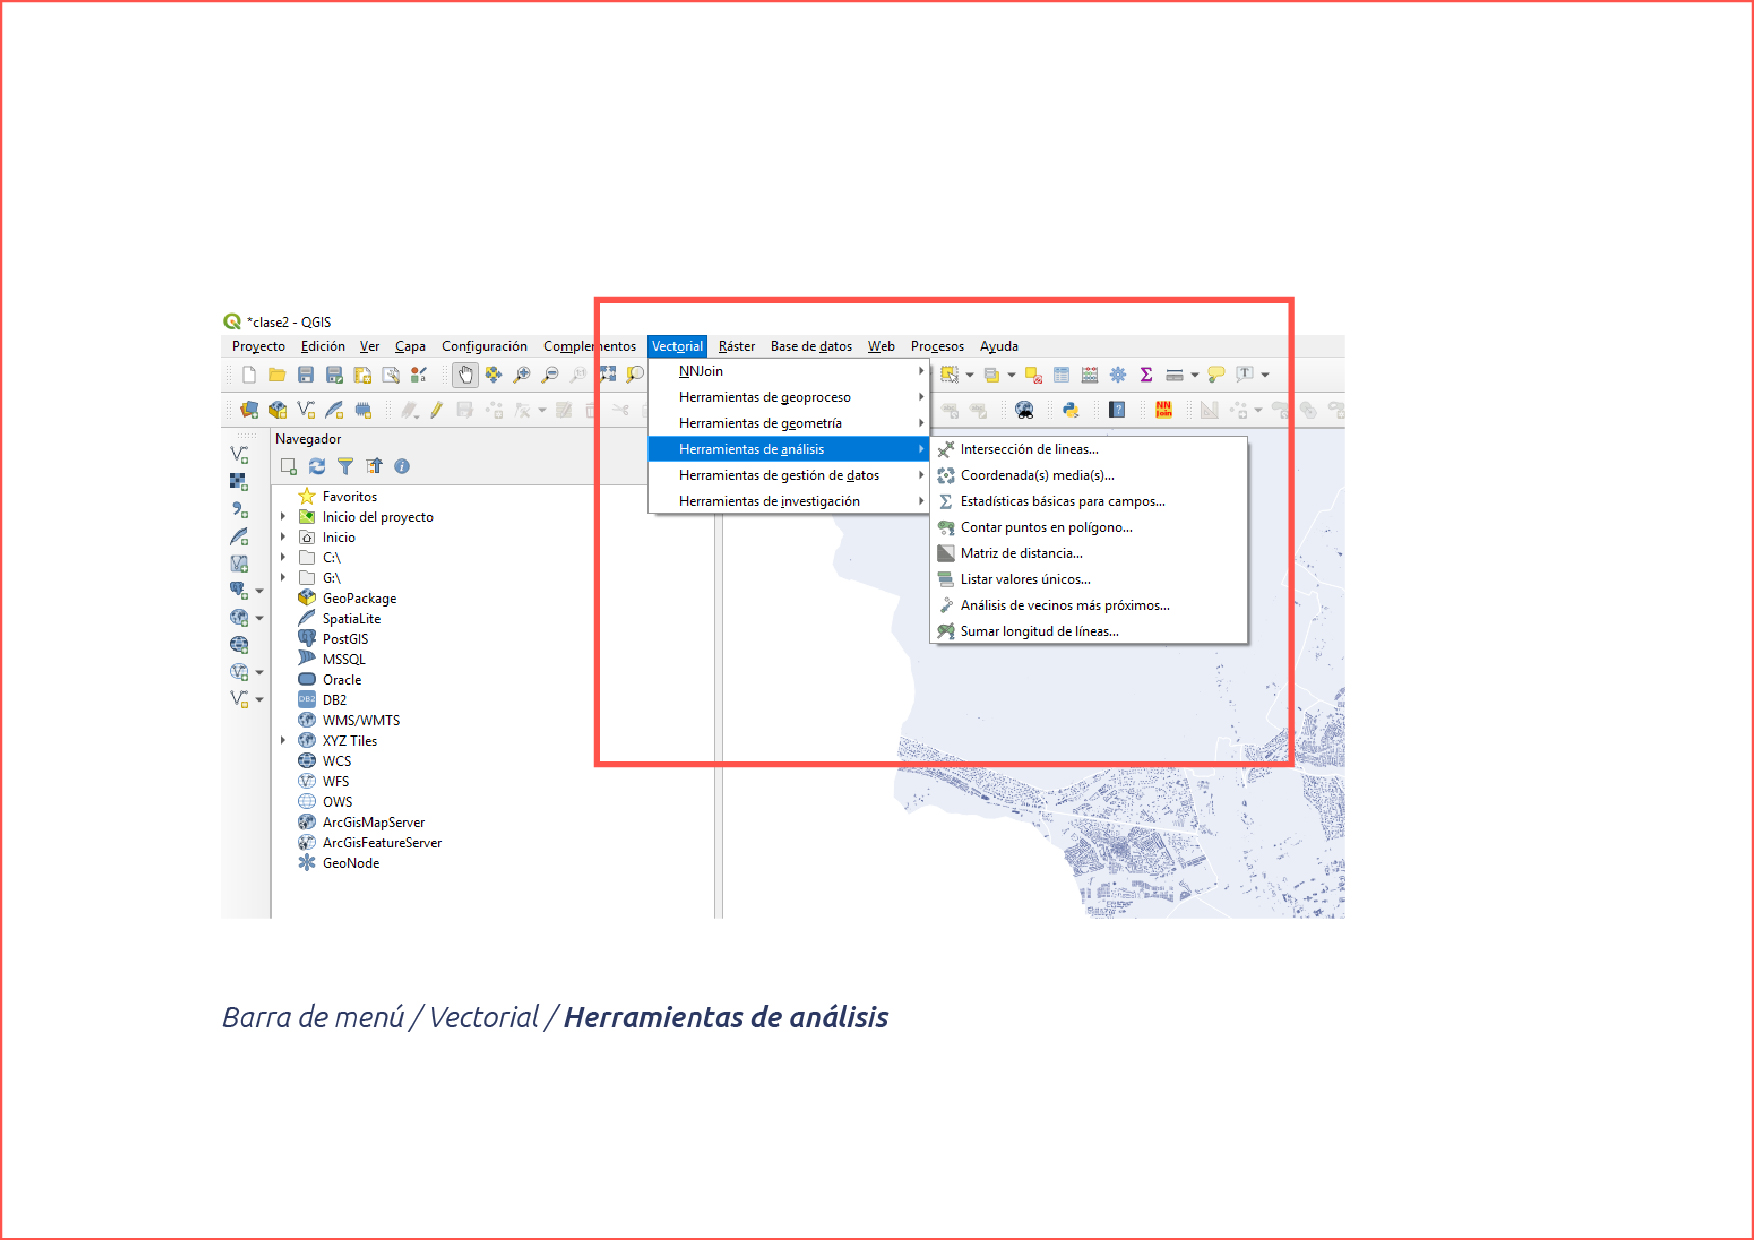 *clase2 - QGIS
Proyecto Edición Ver Capa Configuración Complementos Vectorial Ráster Base de datos Web Procesos Ayuda
NNJoin
Herramientas de geoproceso
Herramientas de geometría
Herramientas de análisis
Herramientas de gestión de datos
Herramientas de investigación
Intersección de líneas...
Coordenada(s) media(s)...
Estadísticas básicas para campos...
Contar puntos en polígono...
Matriz de distancia...
Listar valores únicos...
Análisis de vecinos más próximos...
Sumar longitud de líneas...
NN
Join
Navegador
Favoritos
Inicio del proyecto
Inicio
C:\
G:\
GeoPackage
SpatiaLite
PostGIS
MSSQL
Oracle
DB2
DB2
WMS/WMTS
XYZ Tiles
WCS
WFS
OWS
ArcGisMapServer
ArcGisFeatureServer
GeoNode
Barra de menú / Vectorial / Herramientas de análisis